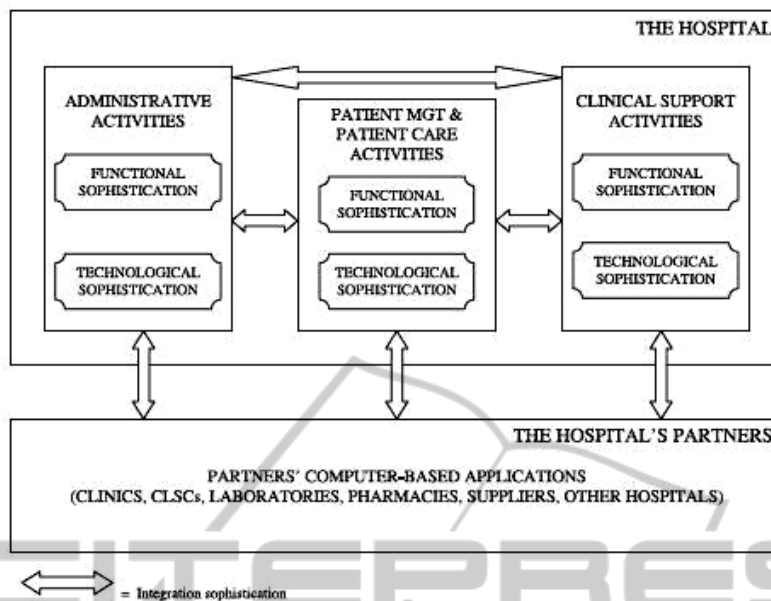 THE HOSPITAL
ADMINISTRATIVE
ACTIVITIES
FUNCTIONAL
SOPHISTICATION
TECHNOLOGICAL
SOPHISTICATION
PATIENT MGT &
PATIENT CARE
ACTIVITIES
FUNCTIONAL
SOPHISTICATION
TECHNOLOGICAL
SOPHISTICATION
CLINICAL SUPPORT
ACTIVITIES
FUNCTIONAL
SOPHISTICATION
TECHNOLOGICAL
SOPHISTICATION
THE HOSPITAL'S PARTNERS
PARTNERS' COMPUTER-BASED APPLICATIONS
(CLINICS, CLSCs, LABORATORIES, PHARMACIES, SUPPLIERS, OTHER HOSPITALS)
= Integration sophistication